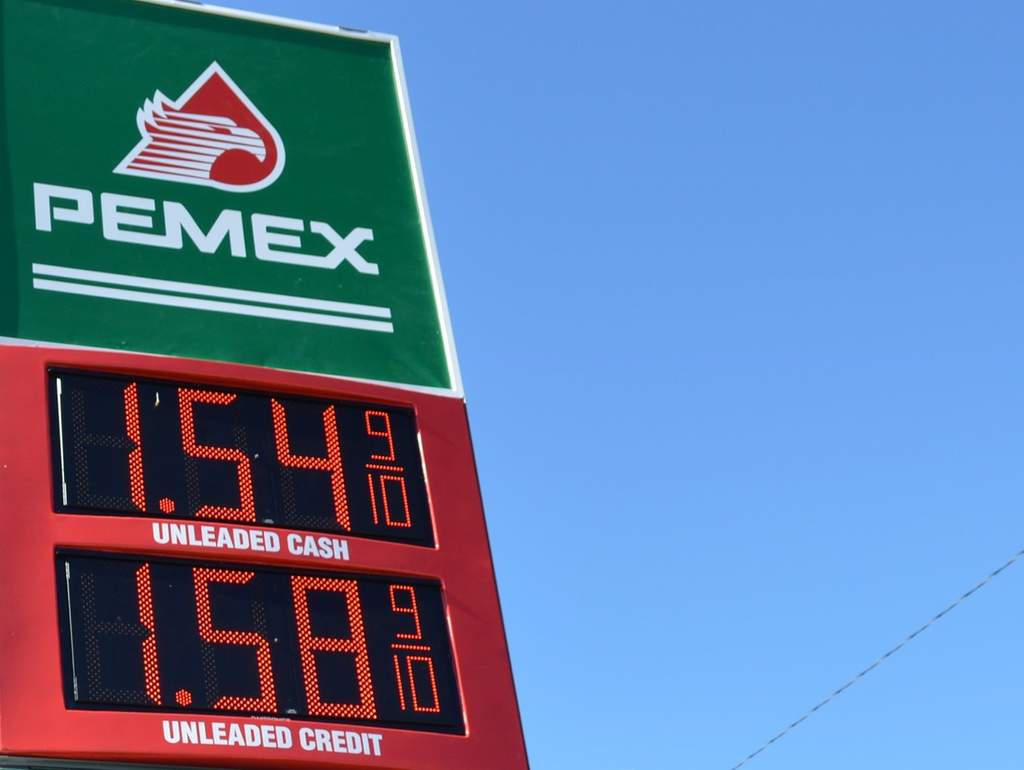 PEMEX
1.54 9/10
UNLEADED CASH
1.58 9/10
UNLEADED CREDIT